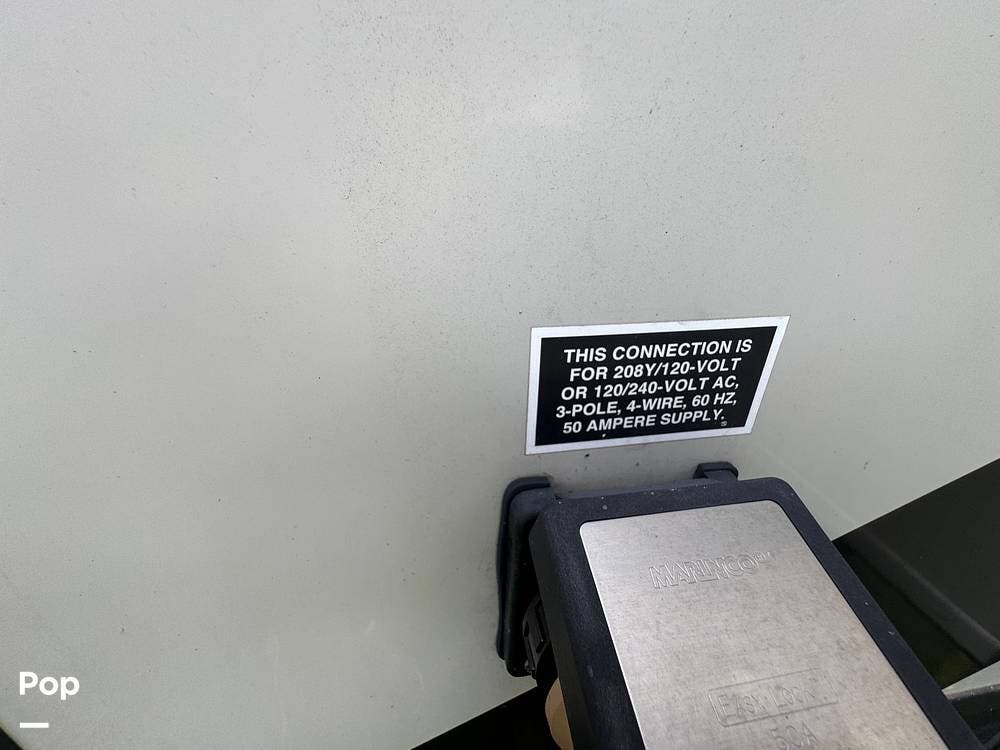 THIS CONNECTION IS
FOR 208Y/120-VOLT
OR 120/240-VOLT AC,
3-POLE, 4-WIRE, 60 HZ,
50 AMPERE SUPPLY.
MARINCO
Pop